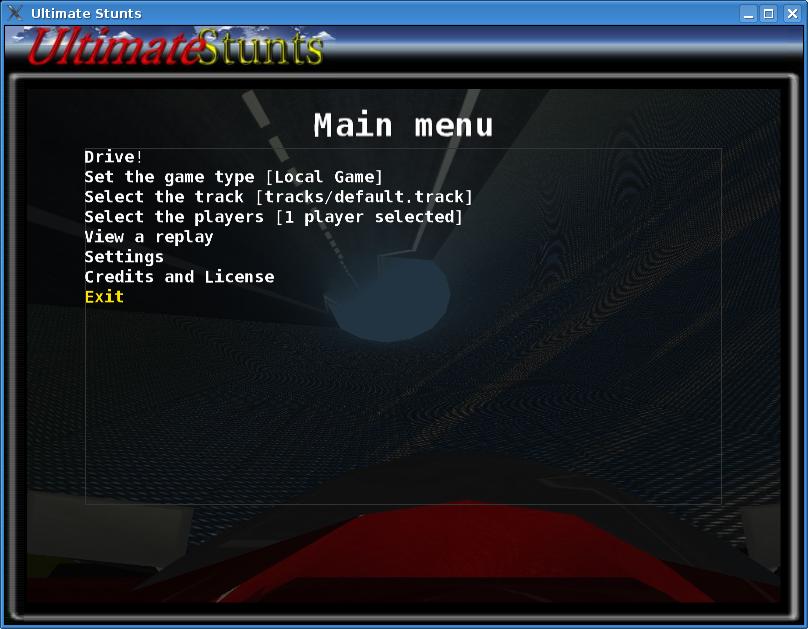 Ultimate Stunts
UltimateStunts
Main menu
Drive!
Set the game type [Local Game]
Select the track [tracks/default.track]
Select the players [1 player selected]
View a replay
Settings
Credits and License
Exit